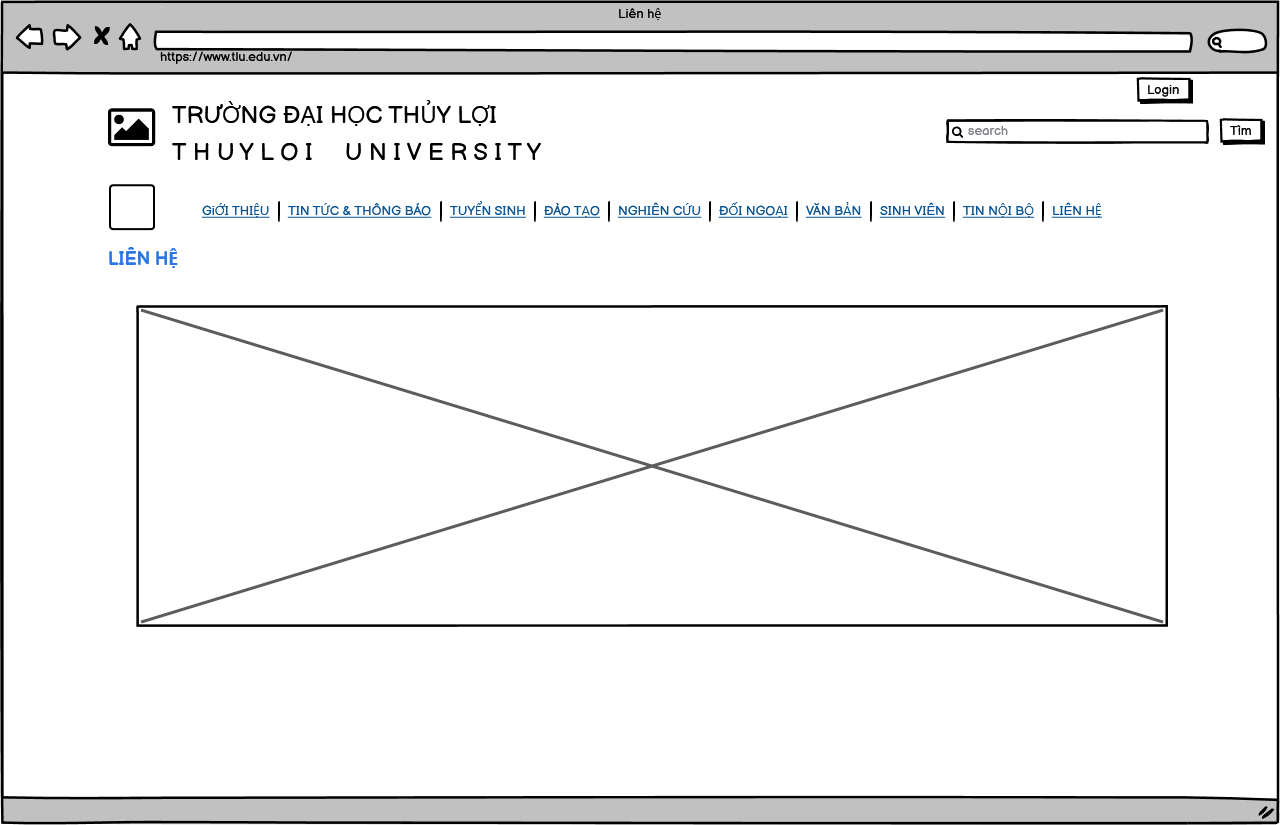 Liên hệ
https://www.tlu.edu.vn/
Login
TRƯỜNG ĐẠI HỌC THỦY LỢI
search
Tìm
THUYLOI UNIVERSITY
GiỚI THIỆU TIN TỨC & THÔNG BÁO TUYỂN SINH ĐÀO TẠO NGHIÊN CỨU ĐỐI NGOẠI VĂN BẢN SINH VIÊN TIN NỘI BỘ LIÊN HỆ
LIÊN HỆ